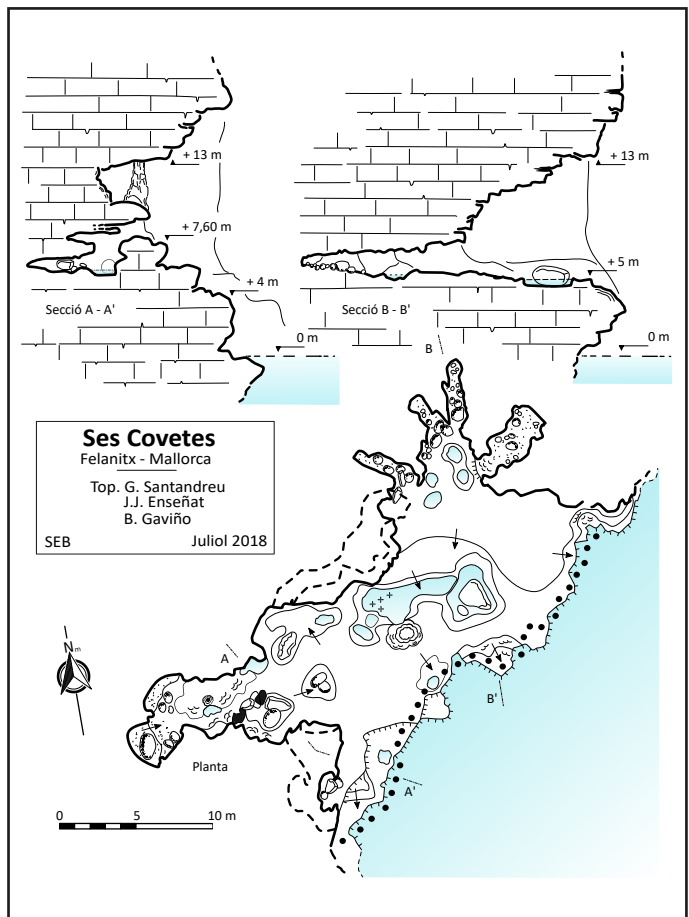 + 13 m
+ 7,60 m
+ 4 m
Secció A - A'
0 m
+ 13 m
+ 5 m
Secció B - B'
0 m
B
Ses Covetes
Felanitx - Mallorca
Top. G. Santandreu
J.J. Enseñat
B. Gaviño
SEB Juliol 2018
Nm
A
B'
Planta
A'
0 5 10 m